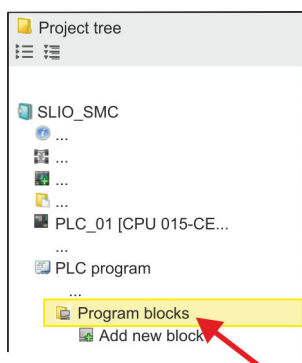 Project tree
SLIO_SMC
...
...
...
...
PLC_01 [CPU 015-CE...
...
PLC program
...
Program blocks
Add new block